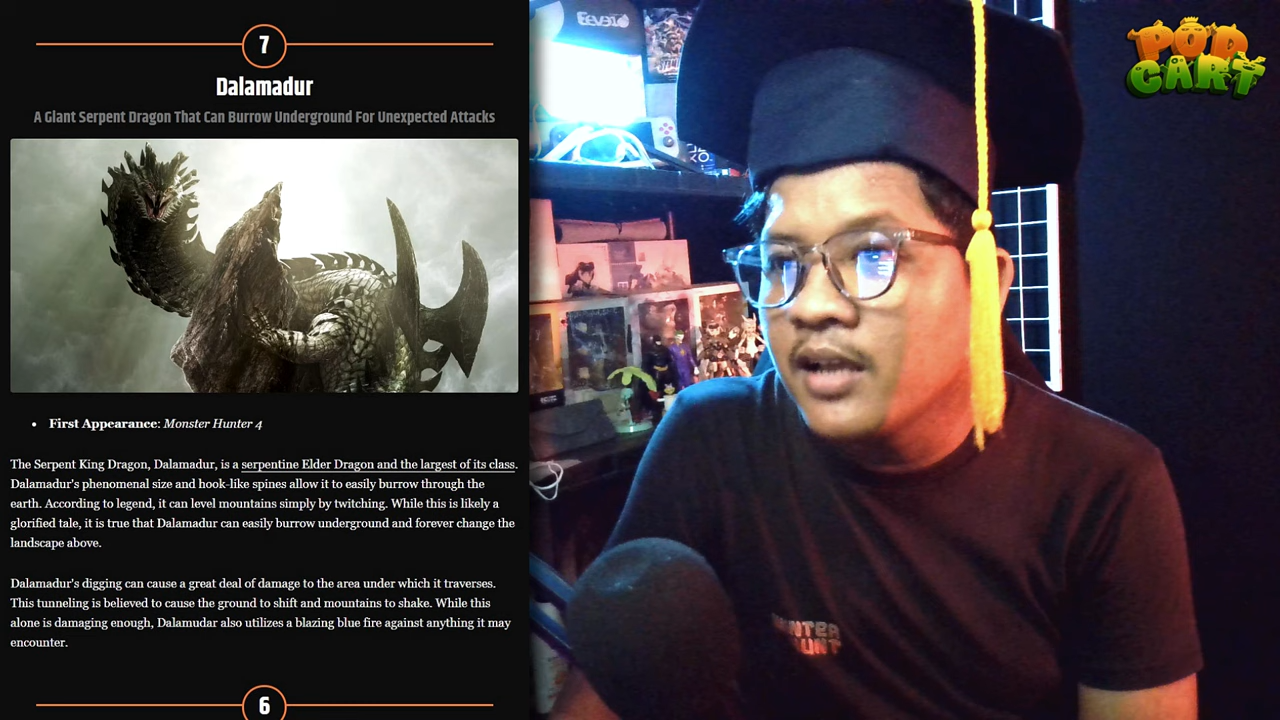 7
Dalamadur
A Giant Serpent Dragon That Can Burrow Underground For Unexpected Attacks
First Appearance: Monster Hunter 4
The Serpent King Dragon, Dalamadur, is a serpentine Elder Dragon and the largest of its class.
Dalamadur's phenomenal size and hook-like spines allow it to easily burrow through the
earth. According to legend, it can level mountains simply by twitching. While this is likely a
glorified tale, it is true that Dalamadur can easily burrow underground and forever change the
landscape above.
Dalamadur's digging can cause a great deal of damage to the area under which it traverses.
This tunneling is believed to cause the ground to shift and mountains to shake. While this
alone is damaging enough, Dalamudar also utilizes a blazing blue fire against anything it may
encounter.
6
POD
CART